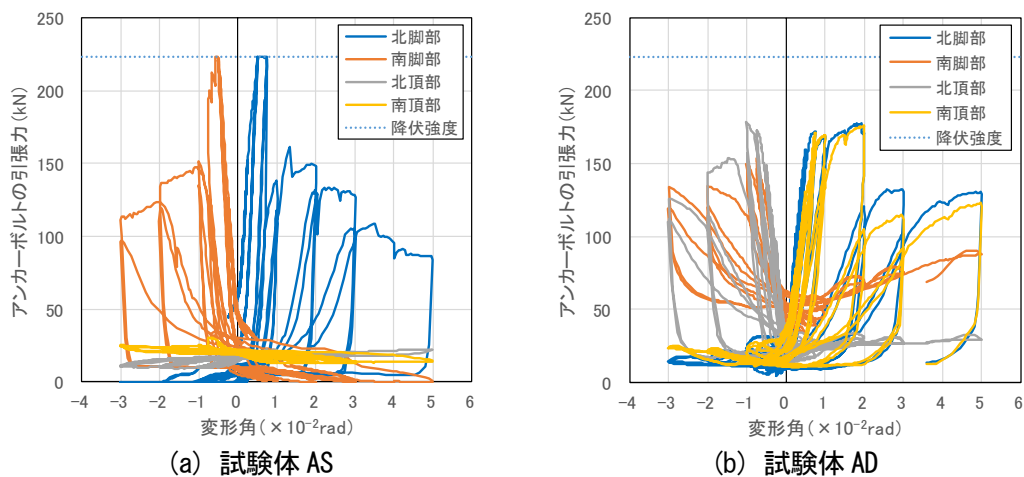 250
200
150
100
50
0
アンカーボルトの引張力(kN)
北脚部
南脚部
北頂部
南頂部
降伏強度
-4 -3 -2 -1 0 1 2 3 4 5 6
変形角(×10⁻²rad)
(a) 試験体 AS
250
200
150
100
50
0
アンカーボルトの引張力(kN)
北脚部
南脚部
北頂部
南頂部
降伏強度
-4 -3 -2 -1 0 1 2 3 4 5 6
変形角(×10⁻²rad)
(b) 試験体 AD